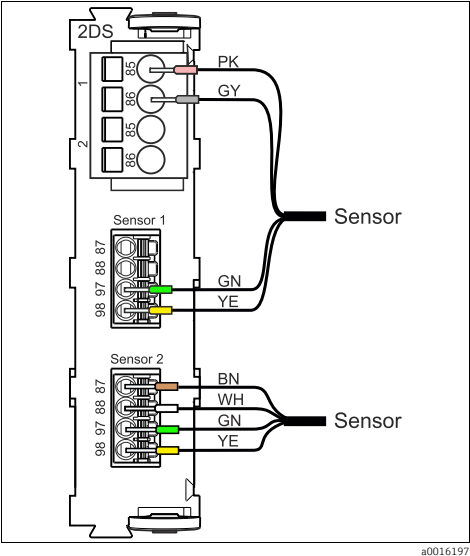 2DS
1
85
86
2
85
86
PK
GY
Sensor
Sensor 1
87
88
97
98
GN
YE
Sensor 2
87
88
97
98
BN
WH
GN
YE
Sensor
a0016197